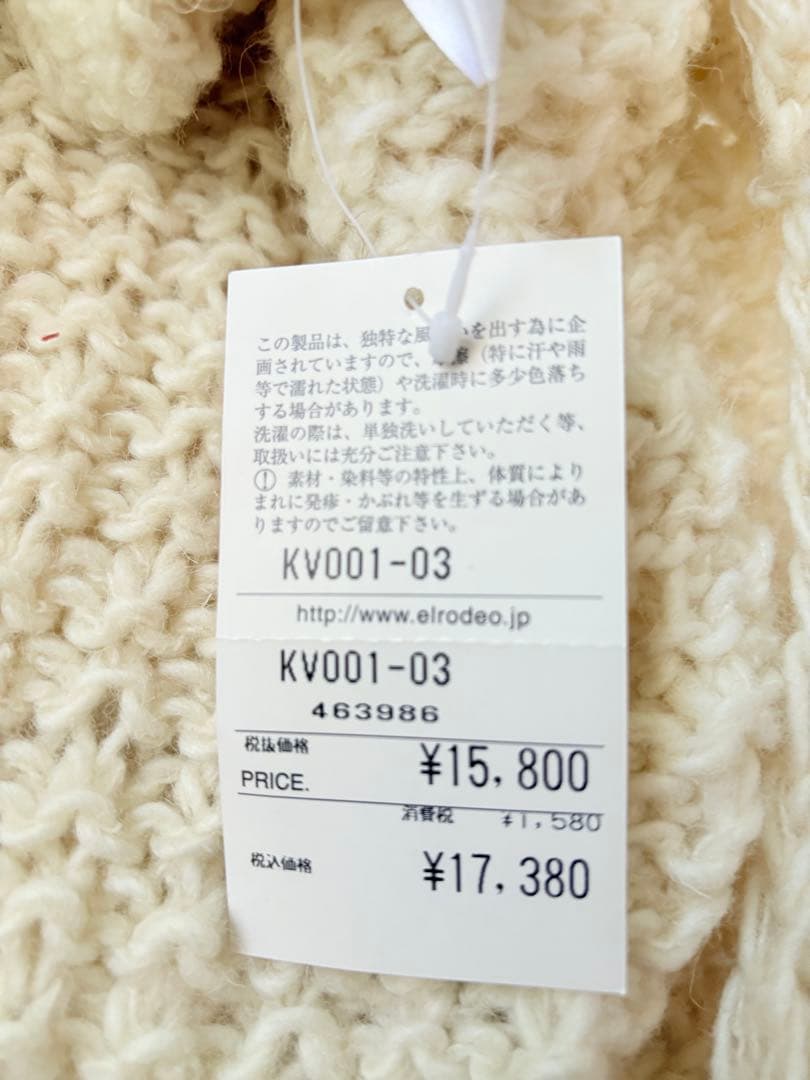 この製品は、独特な風を出す為に企
画されていますので、（特に汗や雨
等で濡れた状態）や洗濯時に多少色落ち
する場合があります。
洗濯の際は、単独洗いしていただく等、
取扱いには充分ご注意下さい。
① 素材・染料等の特性上、体質により
まれに発疹・かぶれ等を生ずる場合があ
りますのでご留意下さい。
KV001-03
http://www.elrodeo.jp
KV001-03
463986
税抜価格
PRICE. ¥15,800
消費税 ¥1,580
税込価格 ¥17,380